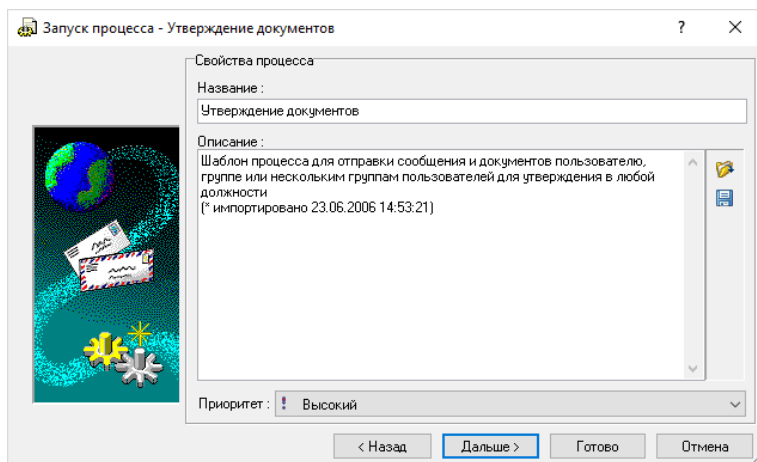 Запуск процесса - Утверждение документов
Свойства процесса
Название :
Утверждение документов
Описание :
Шаблон процесса для отправки сообщения и документов пользователю,
группе или нескольким группам пользователей для утверждения в любой
должности
(* импортировано 23.06.2006 14:53:21)
Приоритет : ! Высокий
< Назад Дальше > Готово Отмена